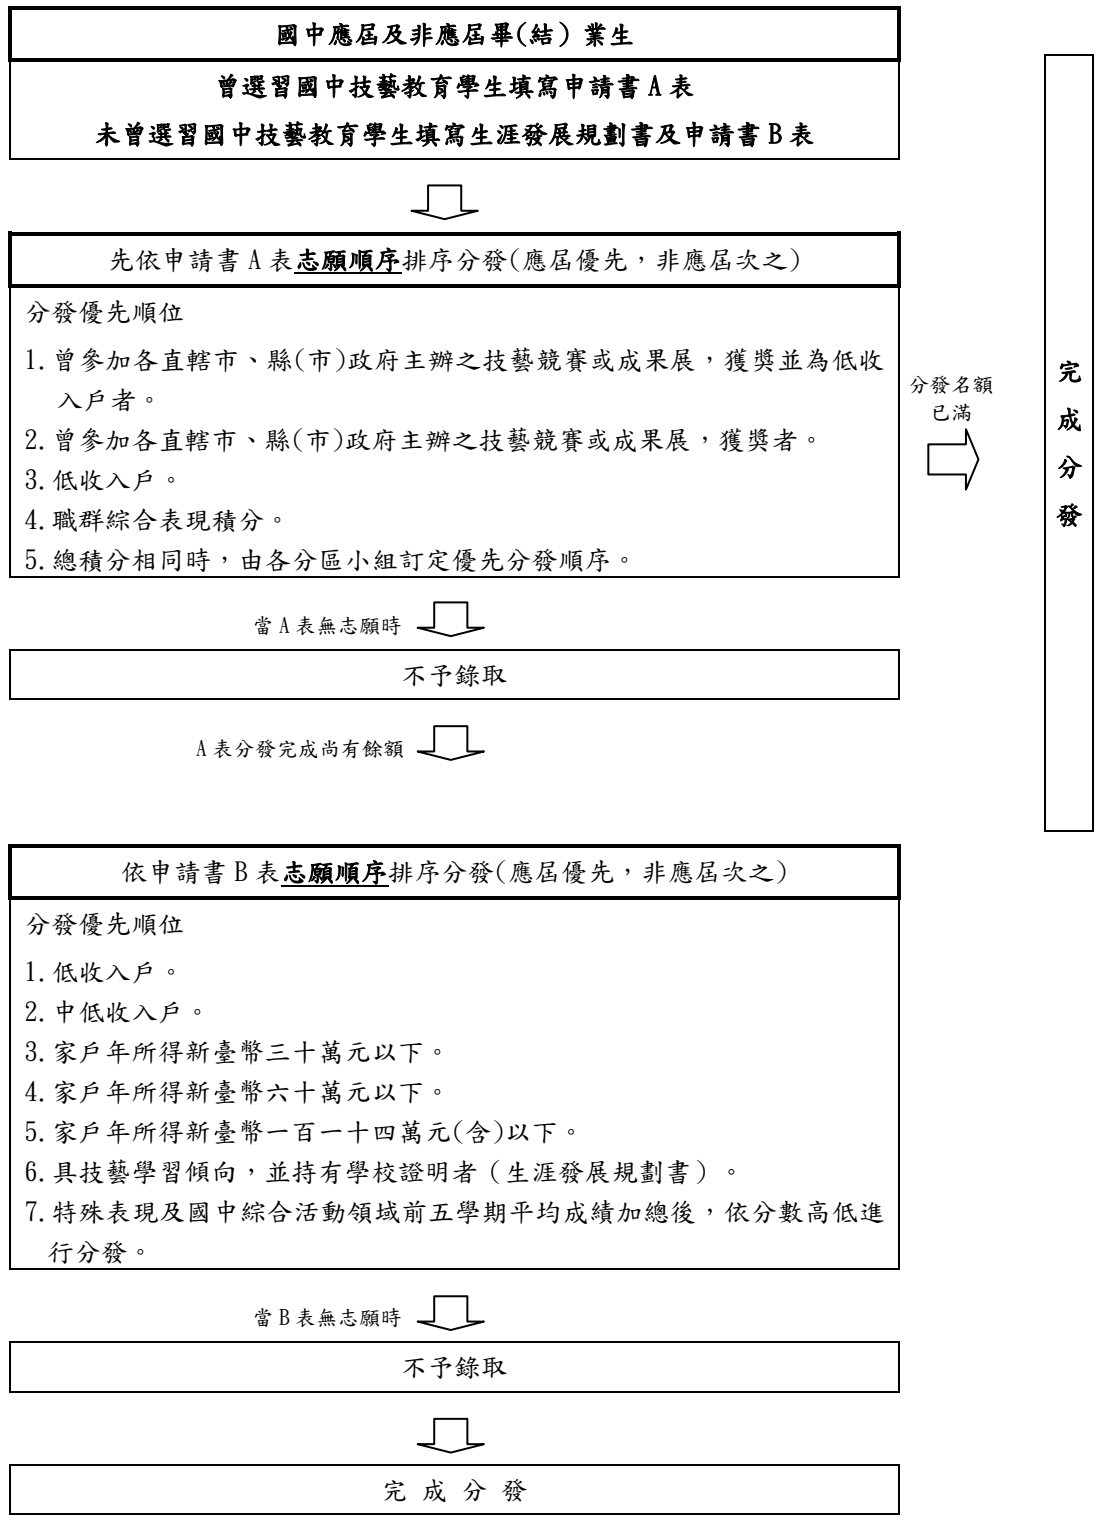 國中應屆及非應屆畢(結）業生
曾選習國中技藝教育學生填寫申請書A表
未曾選習國中技藝教育學生填寫生涯發展規劃書及申請書B表
先依申請書A表志願順序排序分發(應屆優先，非應屆次之)
分發優先順位
1.曾參加各直轄市、縣(市)政府主辦之技藝競賽或成果展，獲獎並為低收
入戶者。
2.曾參加各直轄市、縣(市)政府主辦之技藝競賽或成果展，獲獎者。
3.低收入戶。
4.職群綜合表現積分。
5.總積分相同時，由各分區小組訂定優先分發順序。
分發名額
已滿
完
成
分
發
當A表無志願時
不予錄取
A表分發完成尚有餘額
依申請書B表志願順序排序分發(應屆優先，非應屆次之)
分發優先順位
1.低收入戶。
2.中低收入戶。
3.家戶年所得新臺幣三十萬元以下。
4.家戶年所得新臺幣六十萬元以下。
5.家戶年所得新臺幣一百一十四萬元(含)以下。
6.具技藝學習傾向，並持有學校證明者（生涯發展規劃書）。
7.特殊表現及國中綜合活動領域前五學期平均成績加總後，依分數高低進
行分發。
當B表無志願時
不予錄取
完 成 分 發